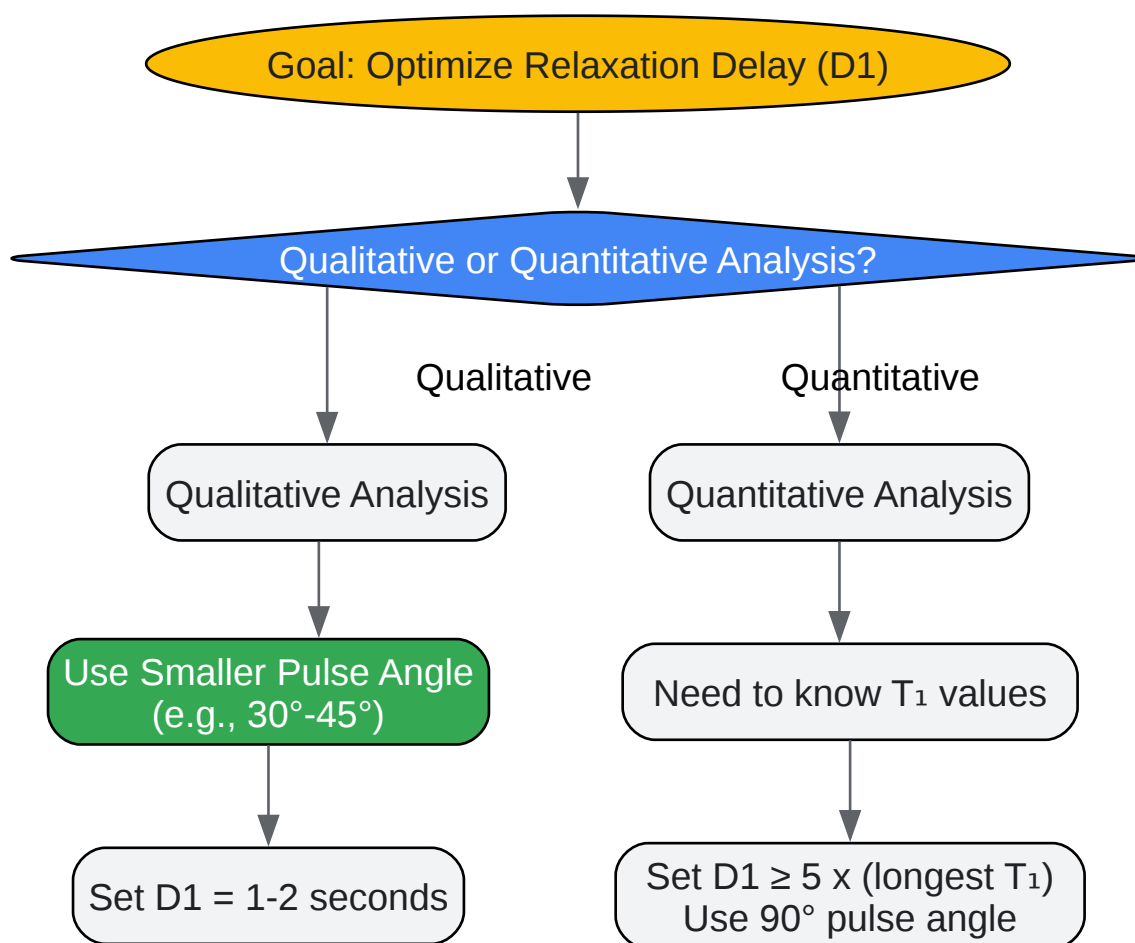 Goal: Optimize Relaxation Delay (D1)
Qualitative or Quantitative Analysis?
Qualitative
Quantitative
Qualitative Analysis
Quantitative Analysis
Use Smaller Pulse Angle
(e.g., 30°-45°)
Need to know T₁ values
Set D1 = 1-2 seconds
Set D1 ≥ 5 x (longest T₁)
Use 90° pulse angle